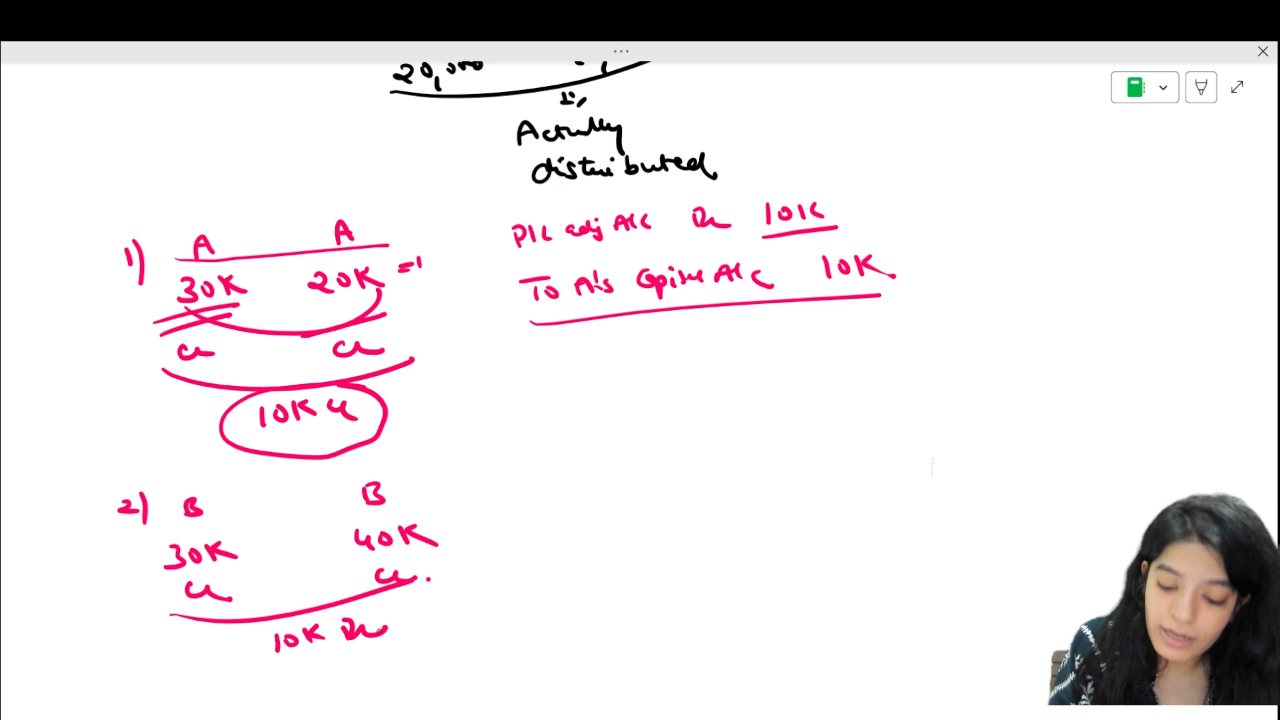 20,000
Actully
distributed
1)
A A
30K 20K
Cr Cr
10K Cr
P/L adj A/c Dr 10K
To A's Capital A/c 10K
2) B B
30K 40K
Cr Cr
10K Dr